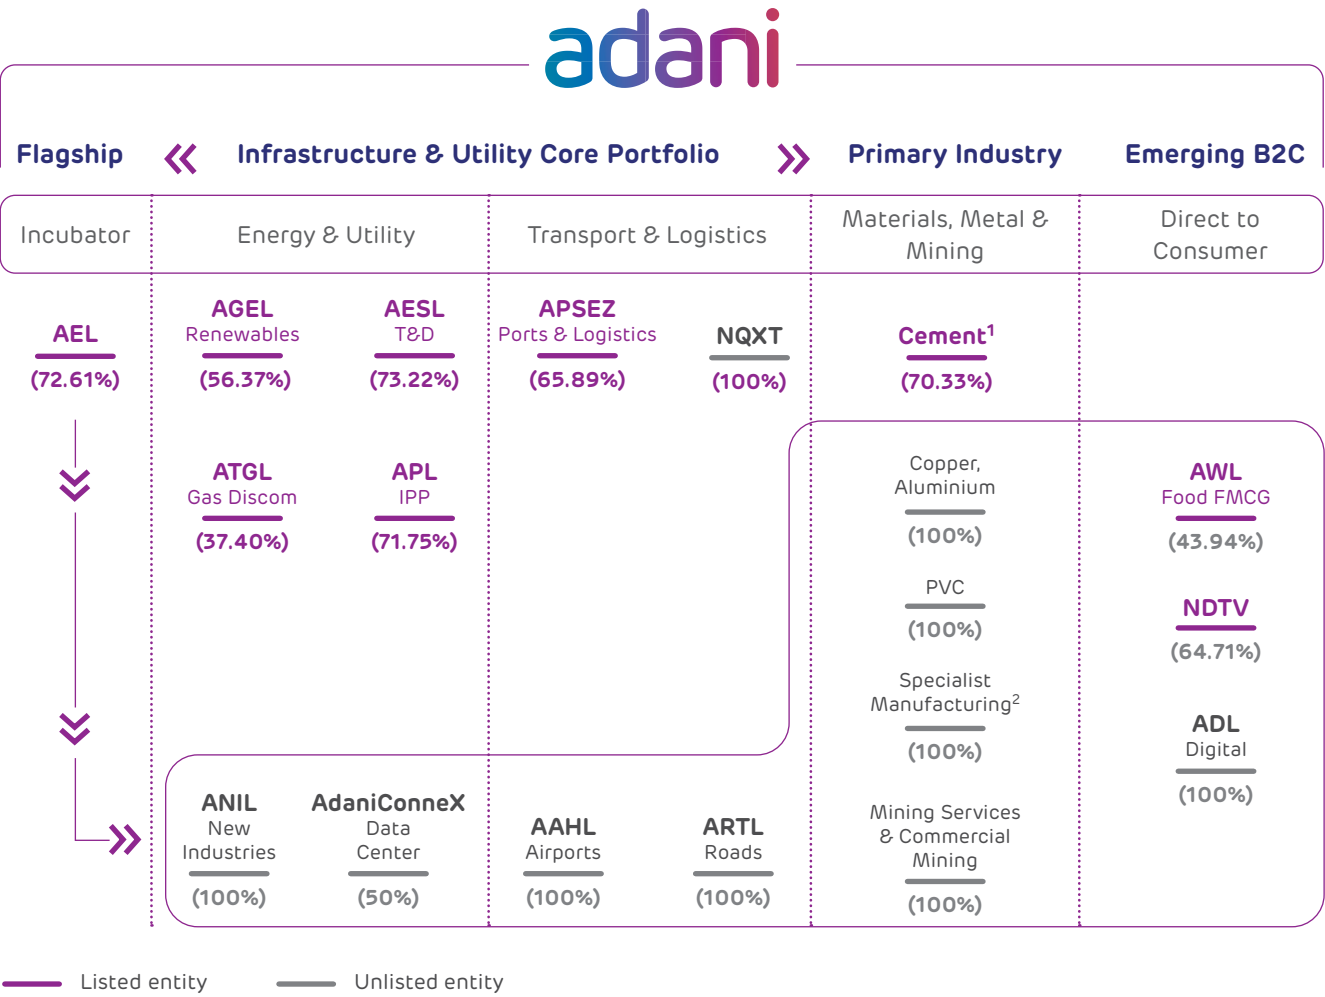 adani
Flagship
Infrastructure & Utility Core Portfolio
Primary Industry
Emerging B2C
Incubator
Energy & Utility
Transport & Logistics
Materials, Metal &
Mining
Direct to
Consumer
AEL
(72.61%)
AGEL
Renewables
(56.37%)
AESL
T&D
(73.22%)
APSEZ
Ports & Logistics
(65.89%)
NQXT
(100%)
Cement¹
(70.33%)
ATGL
Gas Discom
(37.40%)
APL
IPP
(71.75%)
Copper,
Aluminium
(100%)
PVC
(100%)
Specialist
Manufacturing²
(100%)
Mining Services
& Commercial
Mining
(100%)
AWL
Food FMCG
(43.94%)
NDTV
(64.71%)
ADL
Digital
(100%)
ANIL
New
Industries
(100%)
AdaniConneX
Data
Center
(50%)
AAHL
Airports
(100%)
ARTL
Roads
(100%)
Listed entity
Unlisted entity